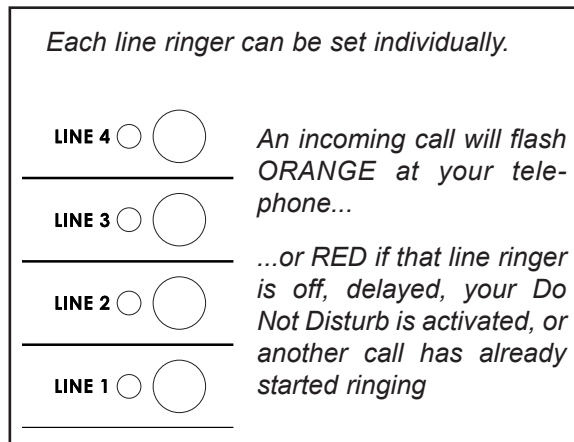 Each line ringer can be set individually.
LINE 4
LINE 3
LINE 2
LINE 1
An incoming call will flash
ORANGE at your tele-
phone...
...or RED if that line ringer
is off, delayed, your Do
Not Disturb is activated, or
another call has already
started ringing